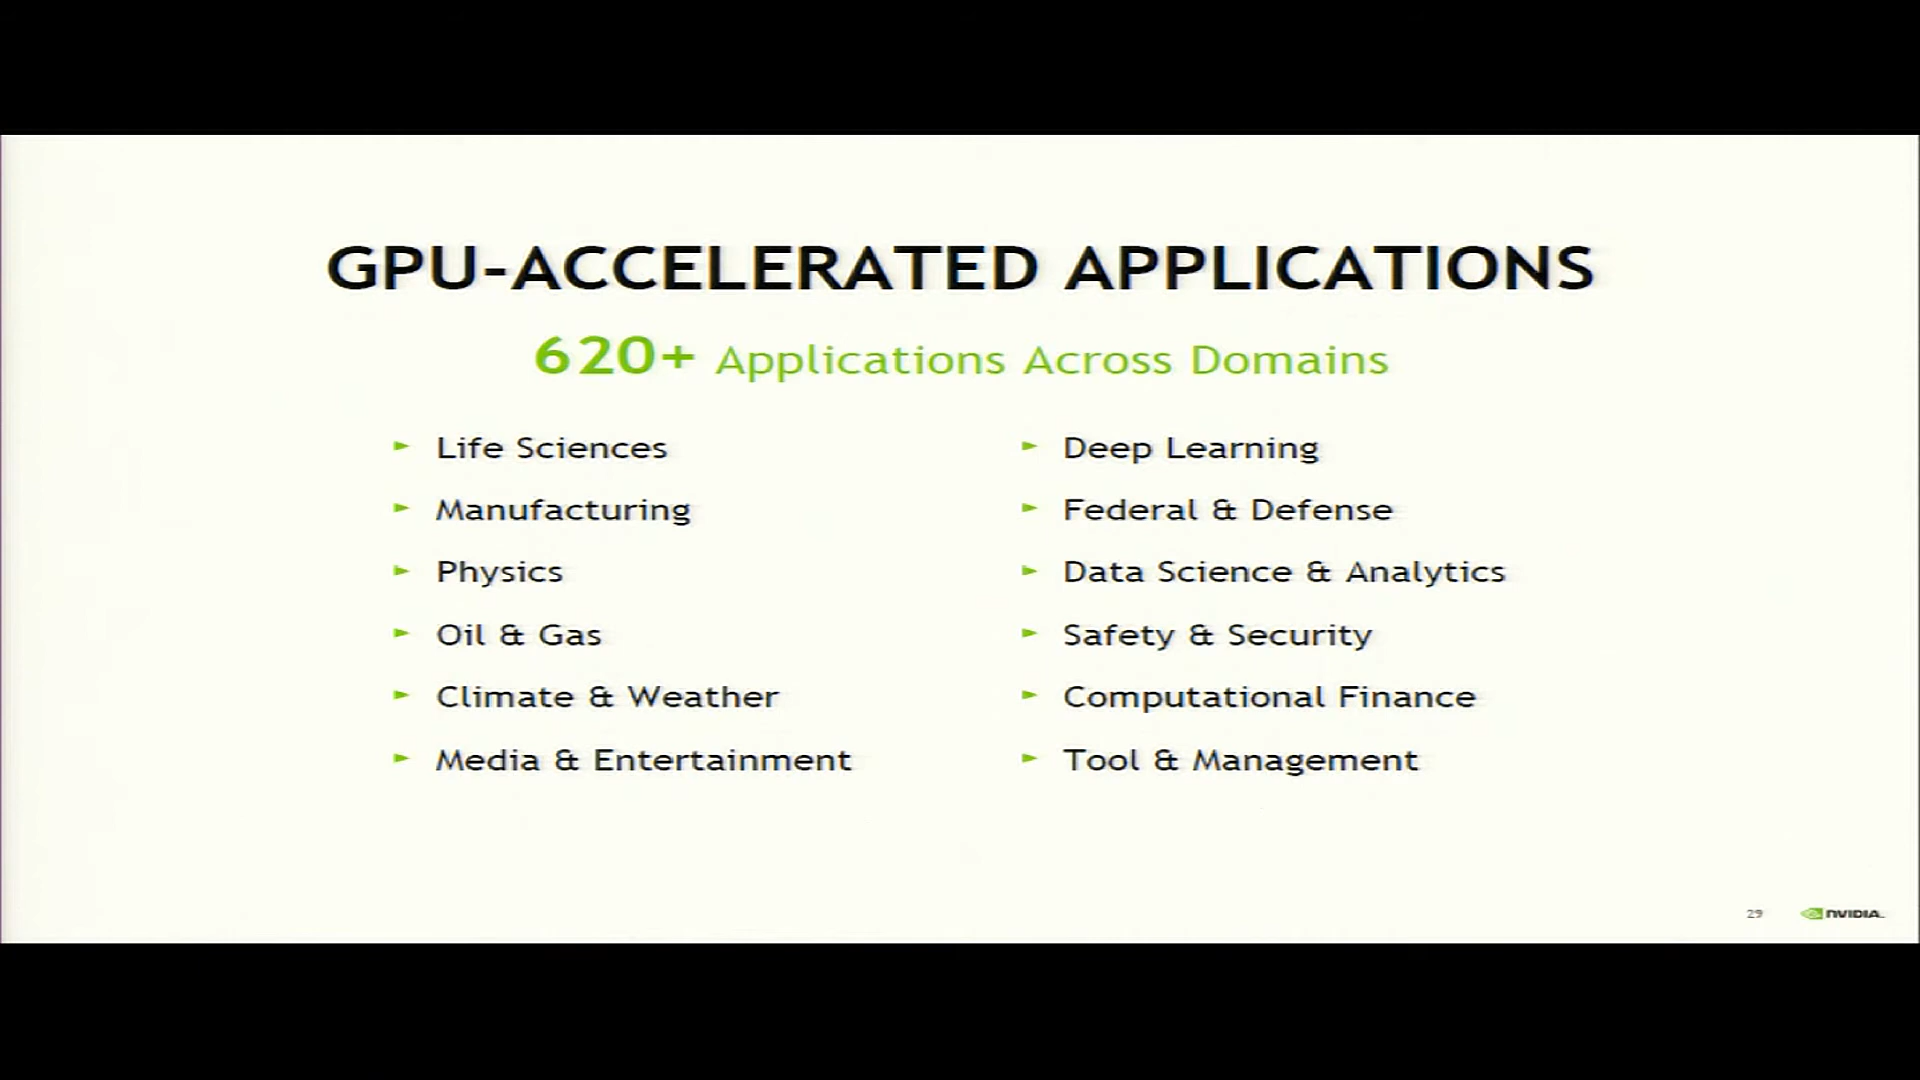 GPU-ACCELERATED APPLICATIONS
620+ Applications Across Domains
Life Sciences
Manufacturing
Physics
Oil & Gas
Climate & Weather
Media & Entertainment
Deep Learning
Federal & Defense
Data Science & Analytics
Safety & Security
Computational Finance
Tool & Management
29
NVIDIA.